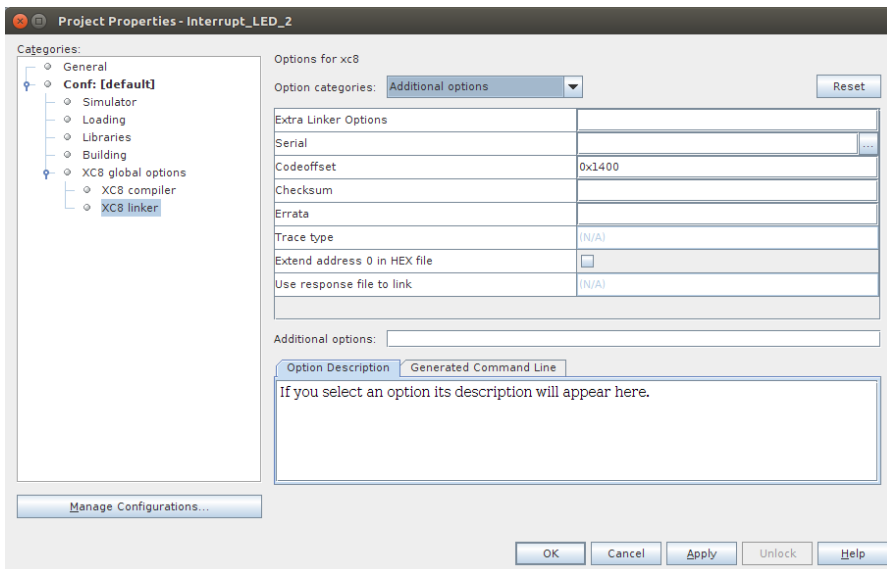 Project Properties - Interrupt_LED_2
Categories:
General
Conf: [default]
Simulator
Loading
Libraries
Building
XC8 global options
XC8 compiler
XC8 linker
Manage Configurations...
Options for xc8
Option categories: Additional options Reset
Extra Linker Options
Serial ...
Codeoffset 0x1400
Checksum
Errata
Trace type (N/A)
Extend address 0 in HEX file
Use response file to link (N/A)
Additional options:
Option Description Generated Command Line
If you select an option its description will appear here.
OK Cancel Apply Unlock Help